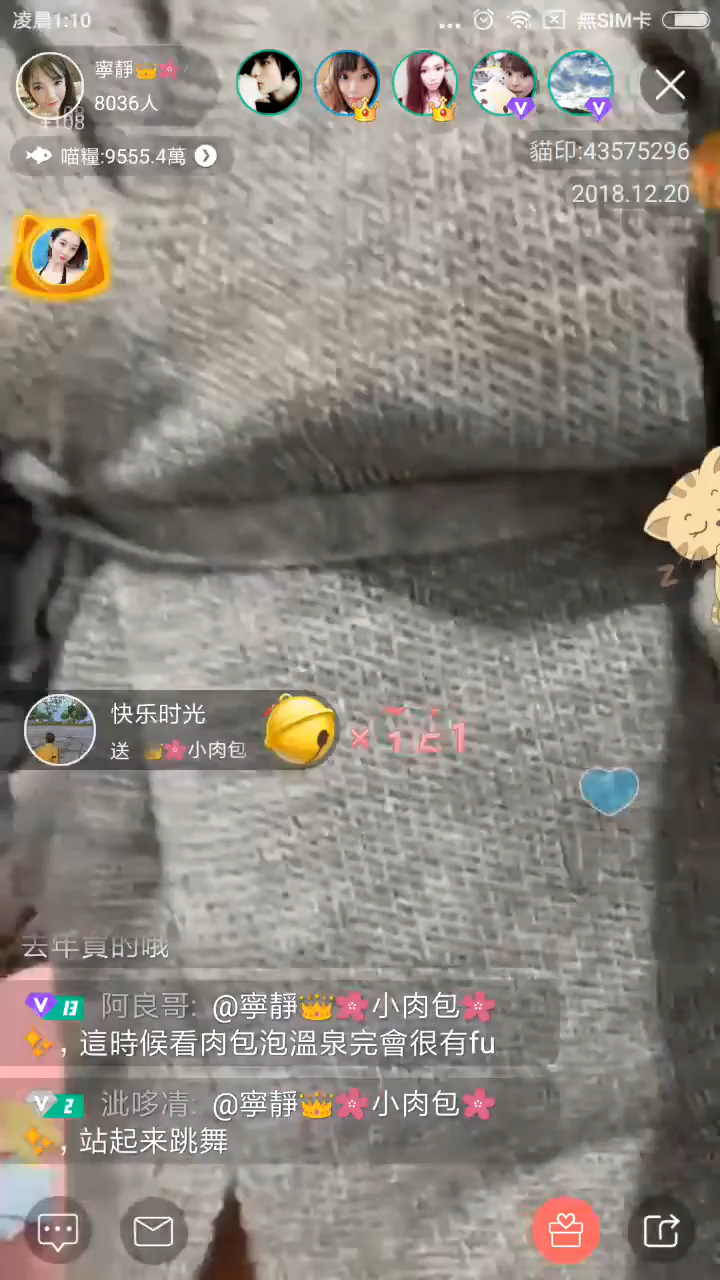 凌晨1:10
無SIM卡
寧靜👑🌸
8036人
喵糧:9555.4萬
貓印:43575296
2018.12.20
z
快乐时光
送 👑🌸小肉包
去年買的哦
V 13 阿良哥: @寧靜👑🌸小肉包🌸
✨, 這時候看肉包泡溫泉完會很有fu
V 2 泚哆清: @寧靜👑🌸小肉包🌸
✨, 站起来跳舞